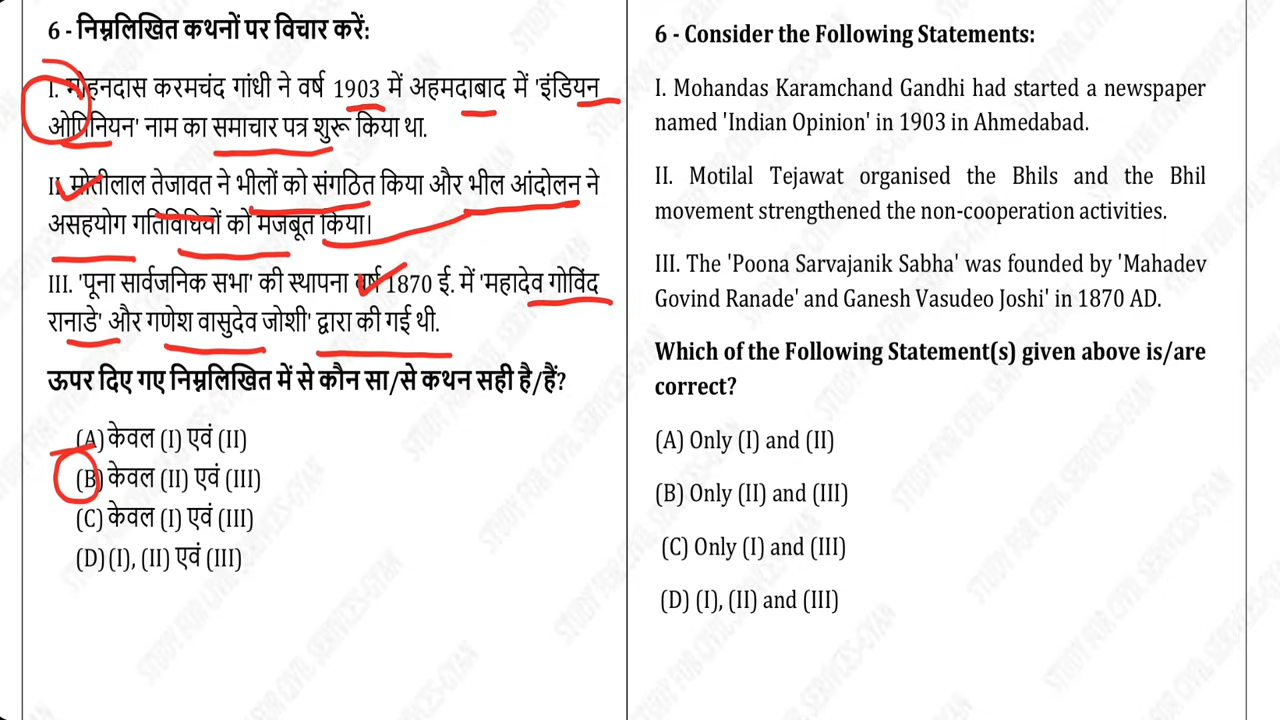 6 - निम्नलिखित कथनों पर विचार करें:
I. मोहनदास करमचंद गांधी ने वर्ष 1903 में अहमदाबाद में 'इंडियन
ओपिनियन' नाम का समाचार पत्र शुरू किया था.
II. मोतीलाल तेजावत ने भीलों को संगठित किया और भील आंदोलन ने
असहयोग गतिविधियों को मजबूत किया।
III. 'पूना सार्वजनिक सभा' की स्थापना वर्ष 1870 ई. में 'महादेव गोविंद
रानाडे' और गणेश वासुदेव जोशी' द्वारा की गई थी.
ऊपर दिए गए निम्नलिखित में से कौन सा/से कथन सही है/हैं?
(A) केवल (I) एवं (II)
(B) केवल (II) एवं (III)
(C) केवल (I) एवं (III)
(D) (I), (II) एवं (III)
6 - Consider the Following Statements:
I. Mohandas Karamchand Gandhi had started a newspaper
named 'Indian Opinion' in 1903 in Ahmedabad.
II. Motilal Tejawat organised the Bhils and the Bhil
movement strengthened the non-cooperation activities.
III. The 'Poona Sarvajanik Sabha' was founded by 'Mahadev
Govind Ranade' and Ganesh Vasudeo Joshi' in 1870 AD.
Which of the Following Statement(s) given above is/are
correct?
(A) Only (I) and (II)
(B) Only (II) and (III)
(C) Only (I) and (III)
(D) (I), (II) and (III)
STUDY FOR CIVIL SERVICES-GYAN